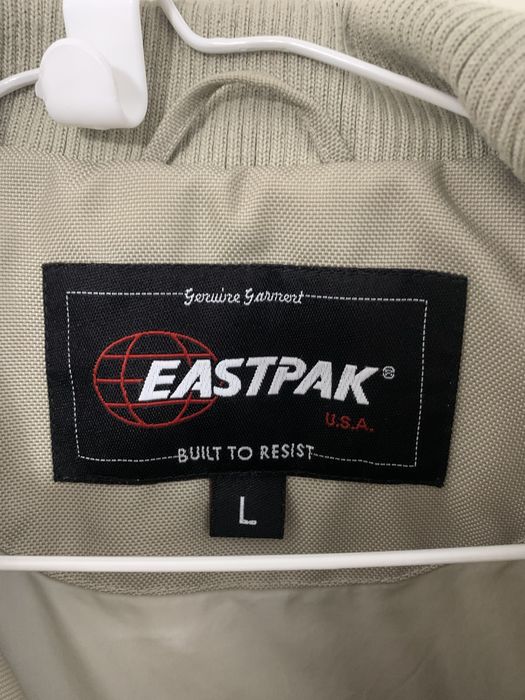 Genuine Garment
EASTPAK®
U.S.A.
BUILT TO RESIST
L